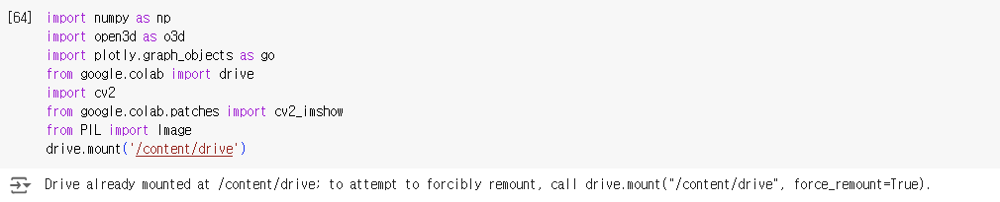 [64] import numpy as np
import open3d as o3d
import plotly.graph_objects as go
from google.colab import drive
import cv2
from google.colab.patches import cv2_imshow
from PIL import Image
drive.mount('/content/drive')
Drive already mounted at /content/drive; to attempt to forcibly remount, call drive.mount("/content/drive", force_remount=True).